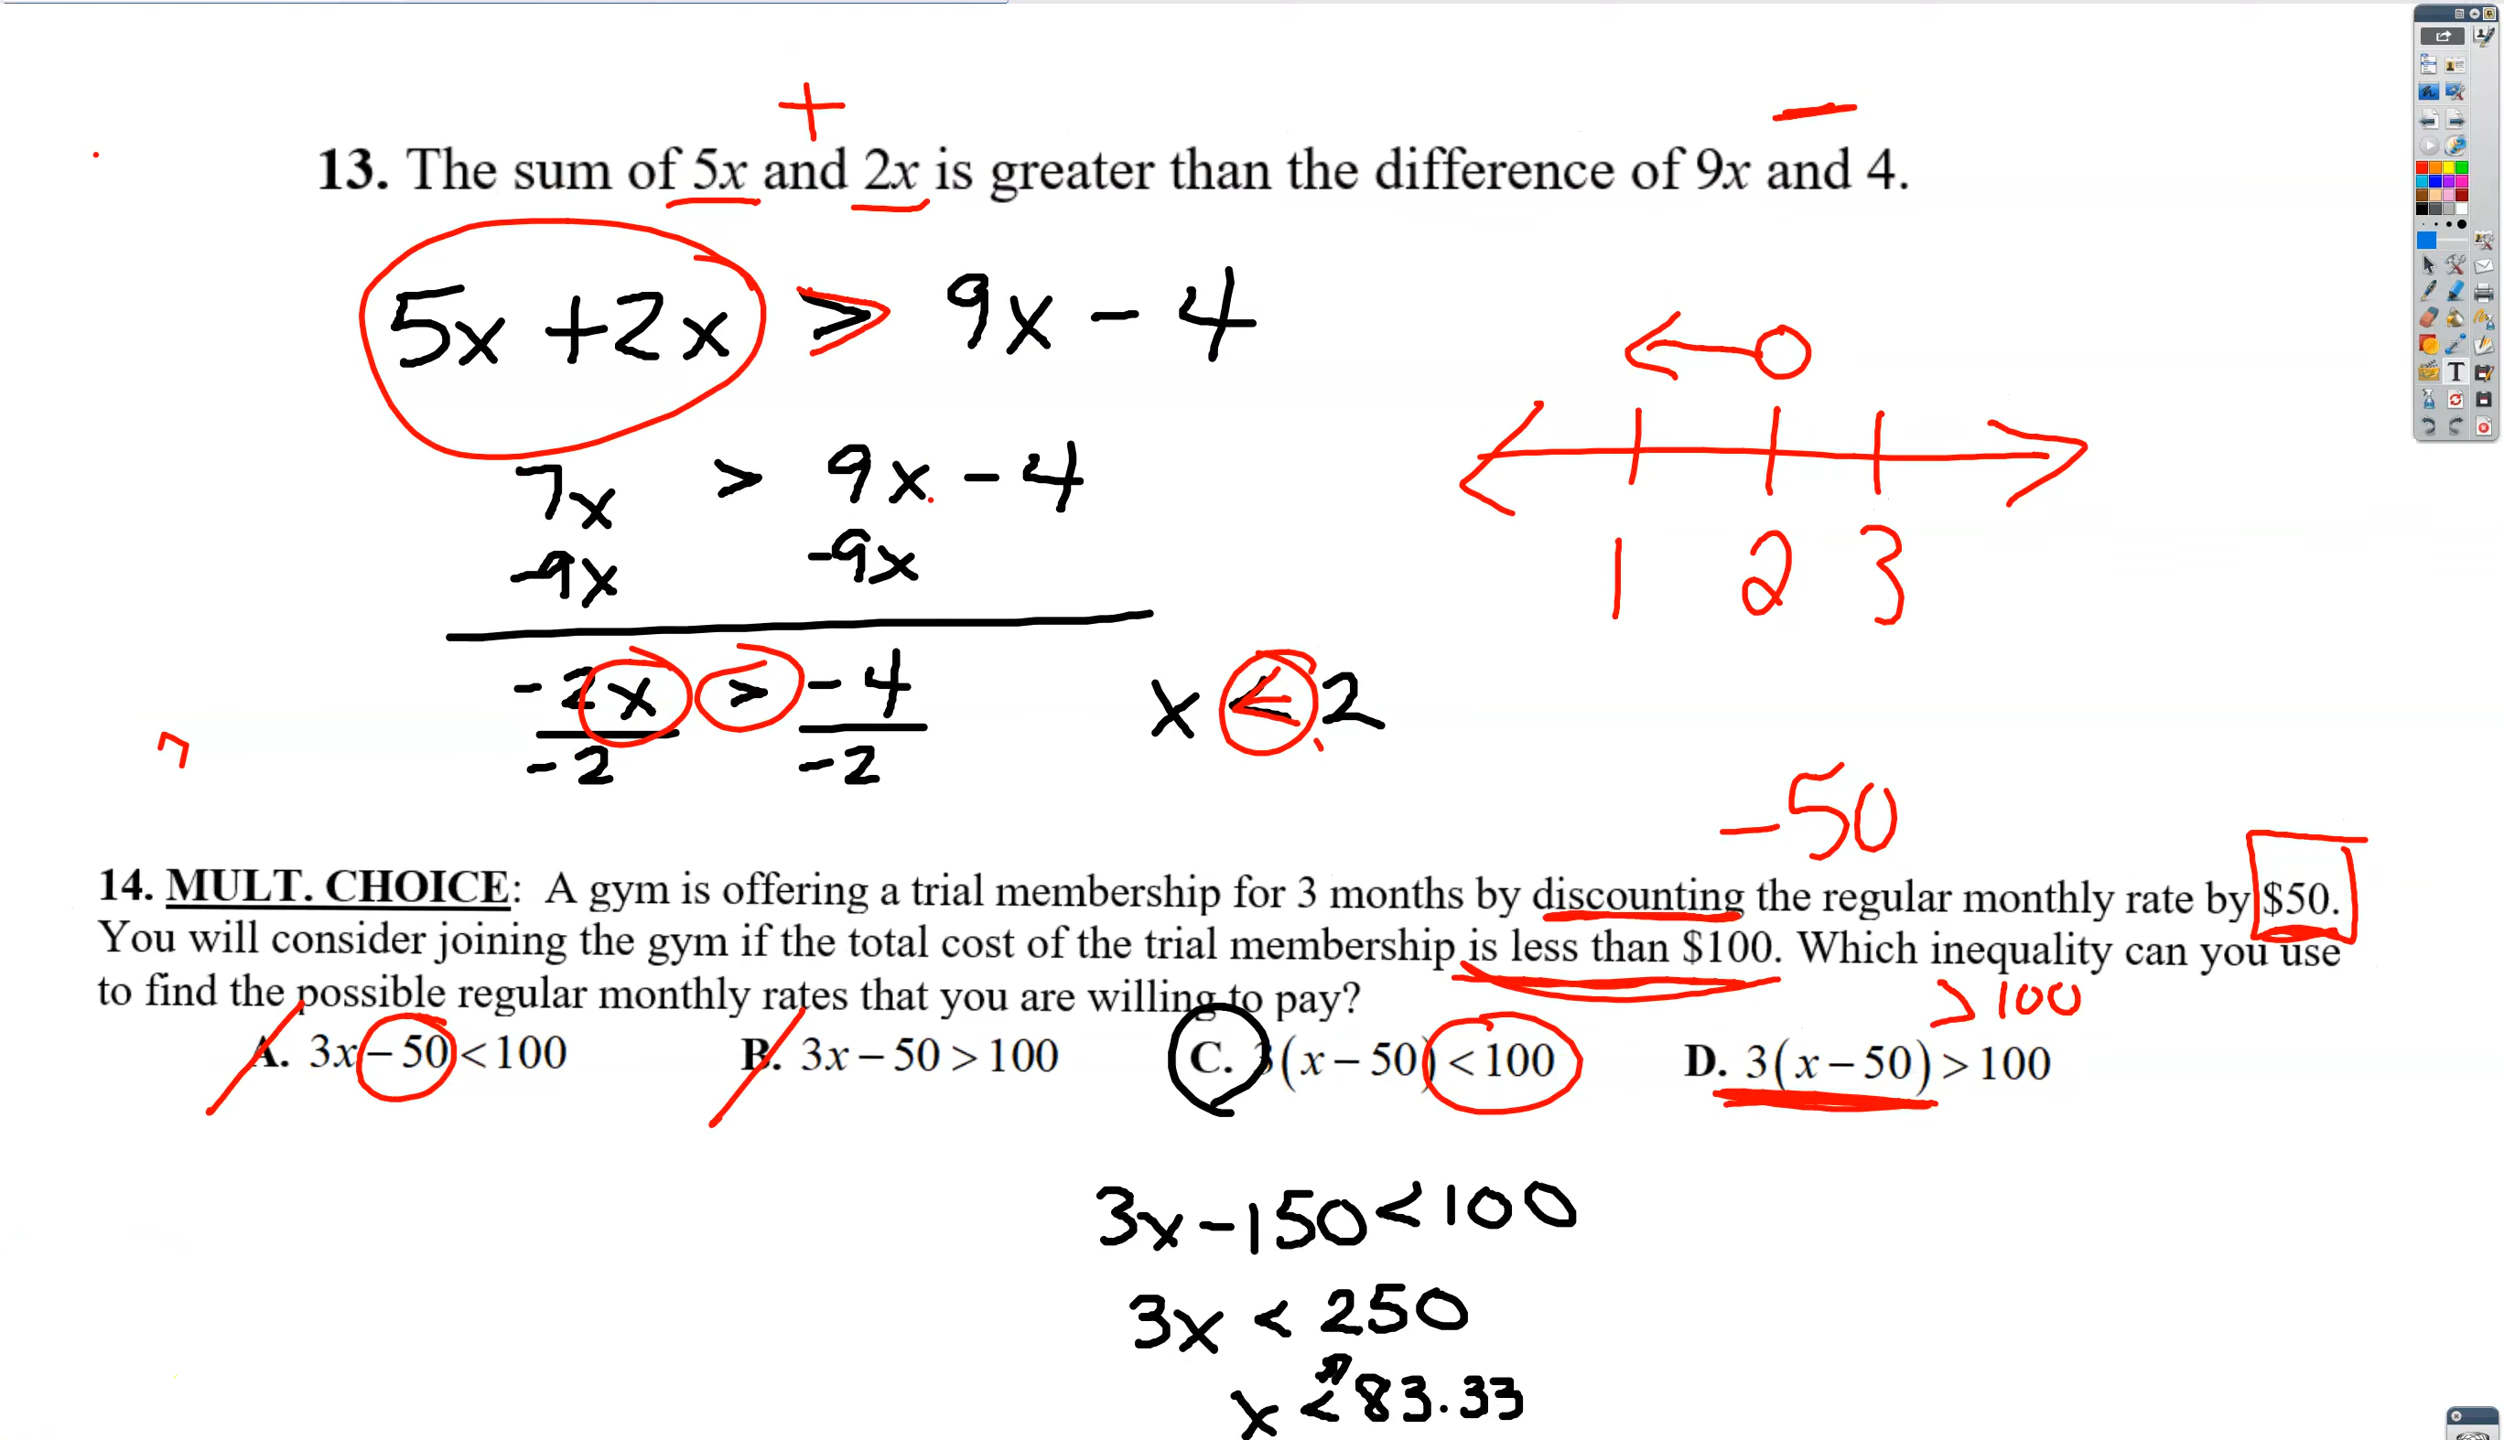 + −
13. The sum of 5x and 2x is greater than the difference of 9x and 4.
5x + 2x > 9x − 4
7x > 9x − 4
-9x -9x
1 2 3
-2x > -4
-2 -2
x < 2
-50
14. MULT. CHOICE: A gym is offering a trial membership for 3 months by discounting the regular monthly rate by $50.
You will consider joining the gym if the total cost of the trial membership is less than $100. Which inequality can you use
to find the possible regular monthly rates that you are willing to pay?
> 100
A. 3x − 50 < 100 B. 3x − 50 > 100 C. 3(x − 50) < 100 D. 3(x − 50) > 100
3x − 150 < 100
3x < 250
x < 83.33